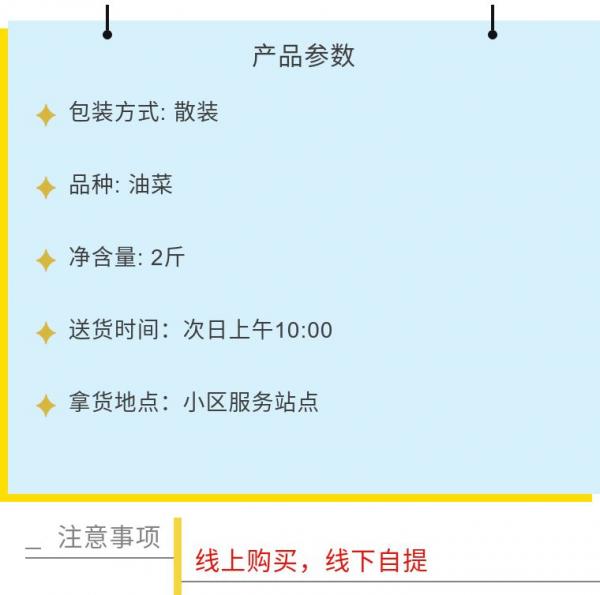 产品参数
包装方式: 散装
品种: 油菜
净含量: 2斤
送货时间：次日上午10:00
拿货地点：小区服务站点
_ 注意事项
线上购买，线下自提